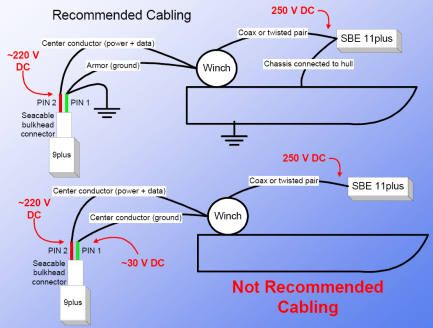 Recommended Cabling
250 V DC
Coax or twisted pair
SBE 11plus
Center conductor (power + data)
~220 V
DC
Armor (ground)
Winch
Chassis connected to hull
PIN 2
PIN 1
Seacable
bulkhead
connector
9plus
250 V DC
Coax or twisted pair
SBE 11plus
Center conductor (power + data)
~220 V
DC
Center conductor (ground)
Winch
PIN 2
PIN 1
~30 V DC
Seacable
bulkhead
connector
9plus
Not Recommended
Cabling